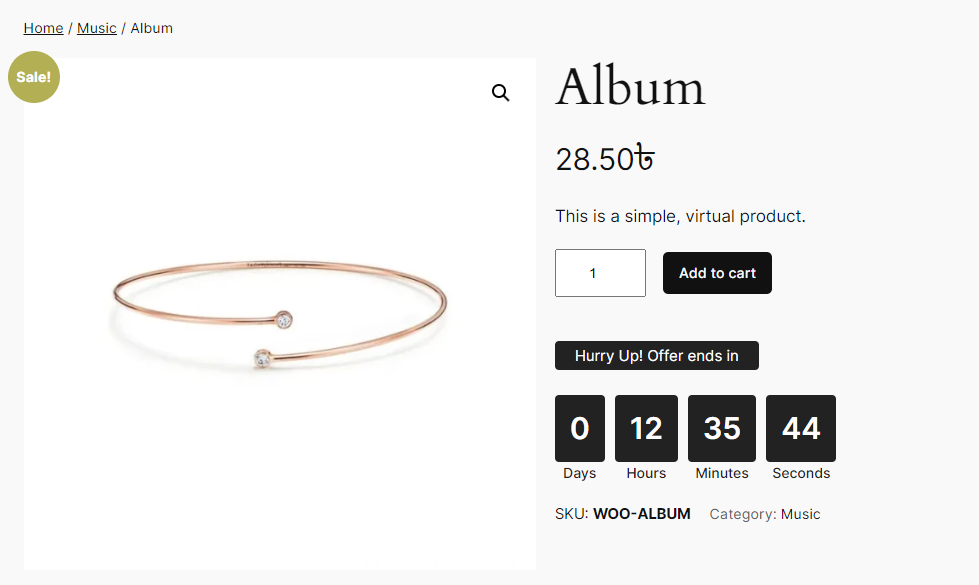 Home / Music / Album
Sale!
Album
28.50৳
This is a simple, virtual product.
1
Add to cart
Hurry Up! Offer ends in
0 12 35 44
Days Hours Minutes Seconds
SKU: WOO-ALBUM Category: Music